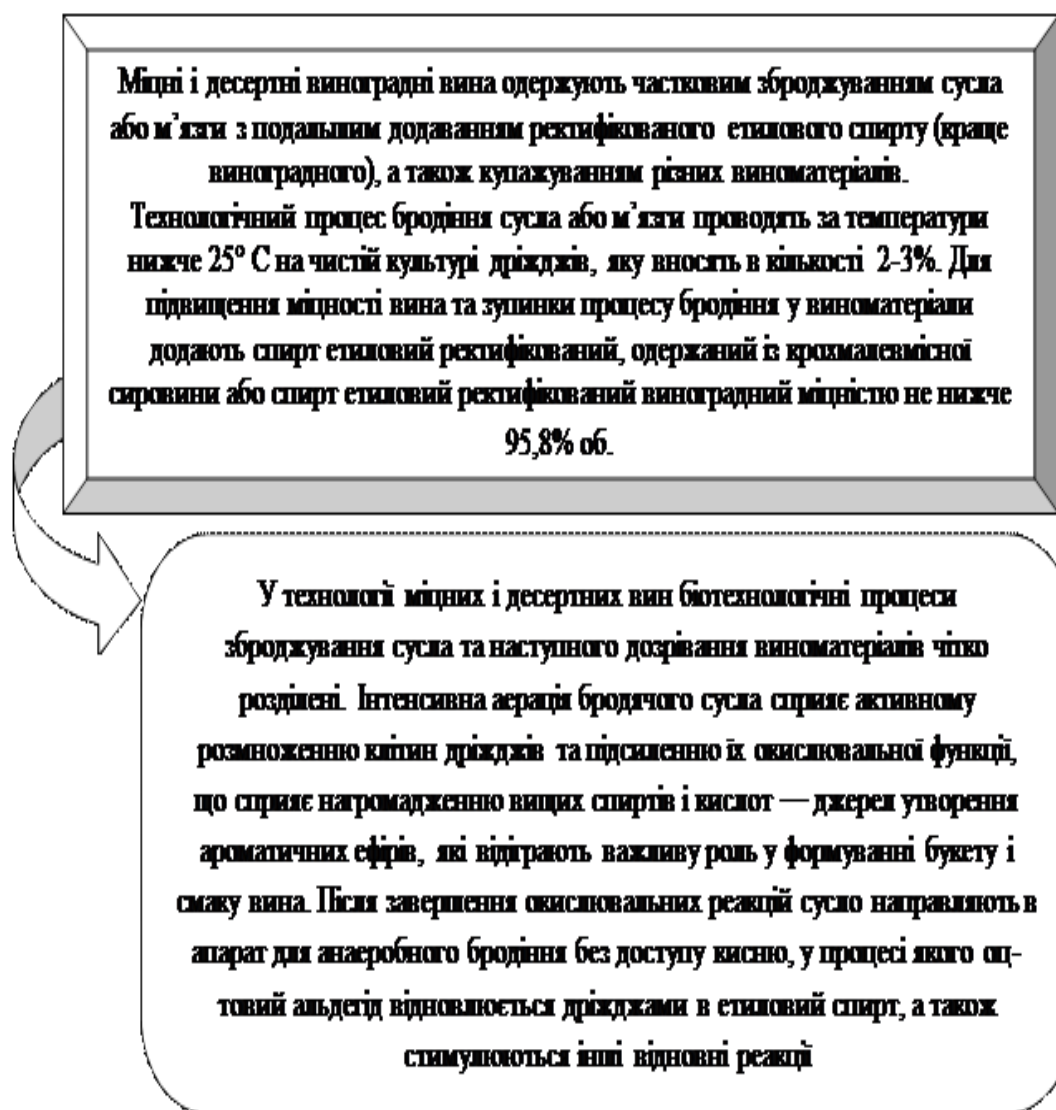 Міцні і десертні виноградні вина одержують частковим зброджуванням сусла
або м’язги з подальшим додаванням ректифікованого етилового спирту (краще
виноградного), а також купажуванням різних виноматеріалів.
Технологічний процес бродіння сусла або м’язги проводять за температури
нижче 25° С на чистій культурі дріжджів, яку вносять в кількості 2-3%. Для
підвищення міцності вина та зупинки процесу бродіння у виноматеріали
додають спирт етиловий ректифікований, одержаний із крохмалевмісної
сировини або спирт етиловий ректифікований виноградний міцністю не нижче
95,8% об.
У технології міцних і десертних вин біотехнологічні процеси
зброджування сусла та наступного дозрівання виноматеріалів чітко
розділені. Інтенсивна аерація бродячого сусла сприяє активному
розмноженню клітин дріжджів та підсиленню їх окислювальної функції,
що сприяє нагромадженню вищих спиртів і кислот — джерел утворення
ароматичних ефірів, які відіграють важливу роль у формуванні букету і
смаку вина. Після завершення окислювальних реакцій сусло направляють в
апарат для анаеробного бродіння без доступу кисню, у процесі якого оц-
товий альдегід відновлюється дріжджами в етиловий спирт, а також
стимулюються інші відновні реакції